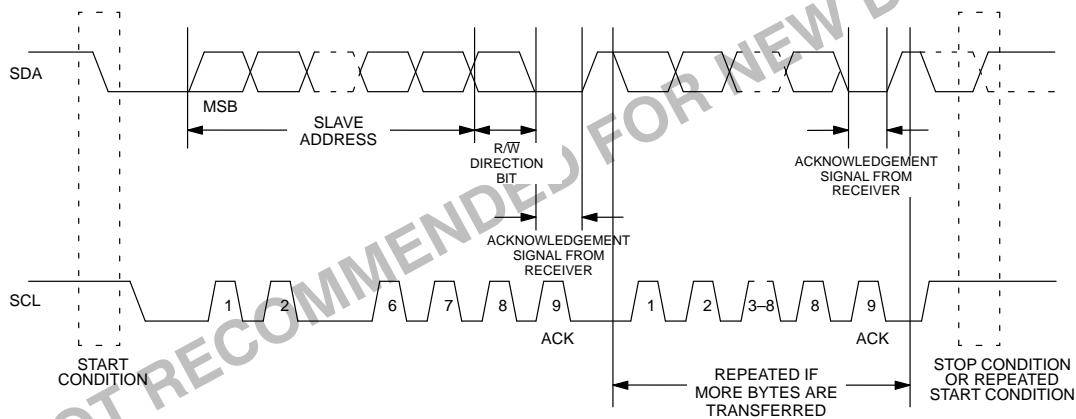 NOT RECOMMENDED FOR NEW D
SDA
MSB
SLAVE
ADDRESS
R/W̅
DIRECTION
BIT
ACKNOWLEDGEMENT
SIGNAL FROM
RECEIVER
ACKNOWLEDGEMENT
SIGNAL FROM
RECEIVER
SCL
1
2
6
7
8
9
1
2
3–8
8
9
ACK
ACK
START
CONDITION
REPEATED IF
MORE BYTES ARE
TRANSFERRED
STOP CONDITION
OR REPEATED
START CONDITION